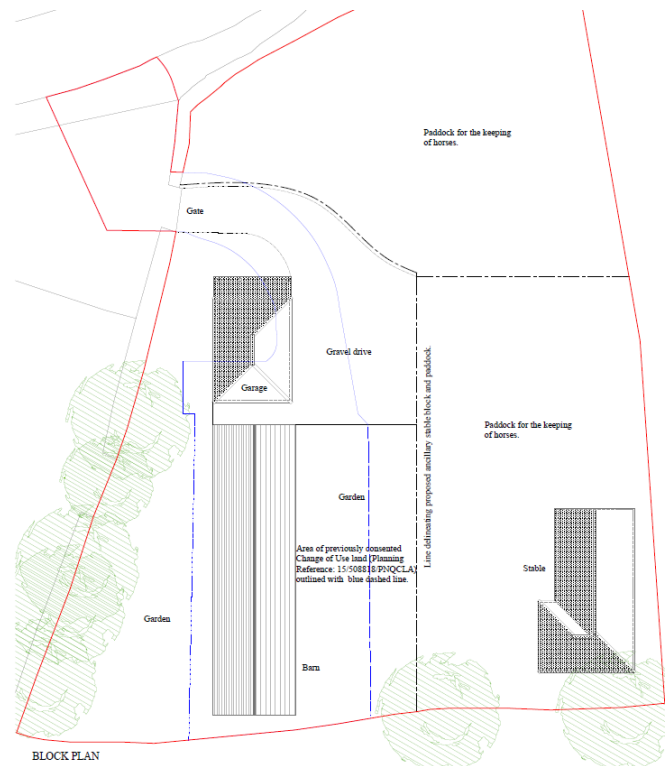 Paddock for the keeping
of horses.
Gate
Gravel drive
Garage
Line delineating proposed ancillary stable block and paddock.
Paddock for the keeping
of horses.
Garden
Area of previously consented
Change of Use land (Planning
Reference: 15/508818/PNQCLA)
outlined with blue dashed line.
Stable
Garden
Barn
BLOCK PLAN